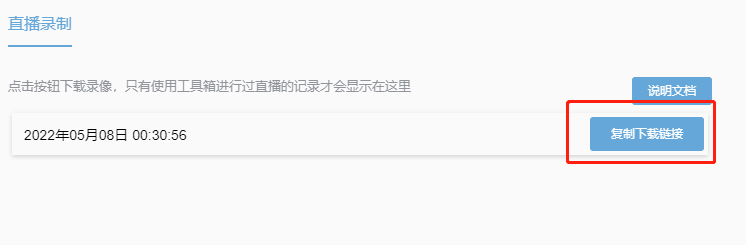 直播录制
点击按钮下载录像，只有使用工具箱进行过直播的记录才会显示在这里
说明文档
2022年05月08日 00:30:56
复制下载链接